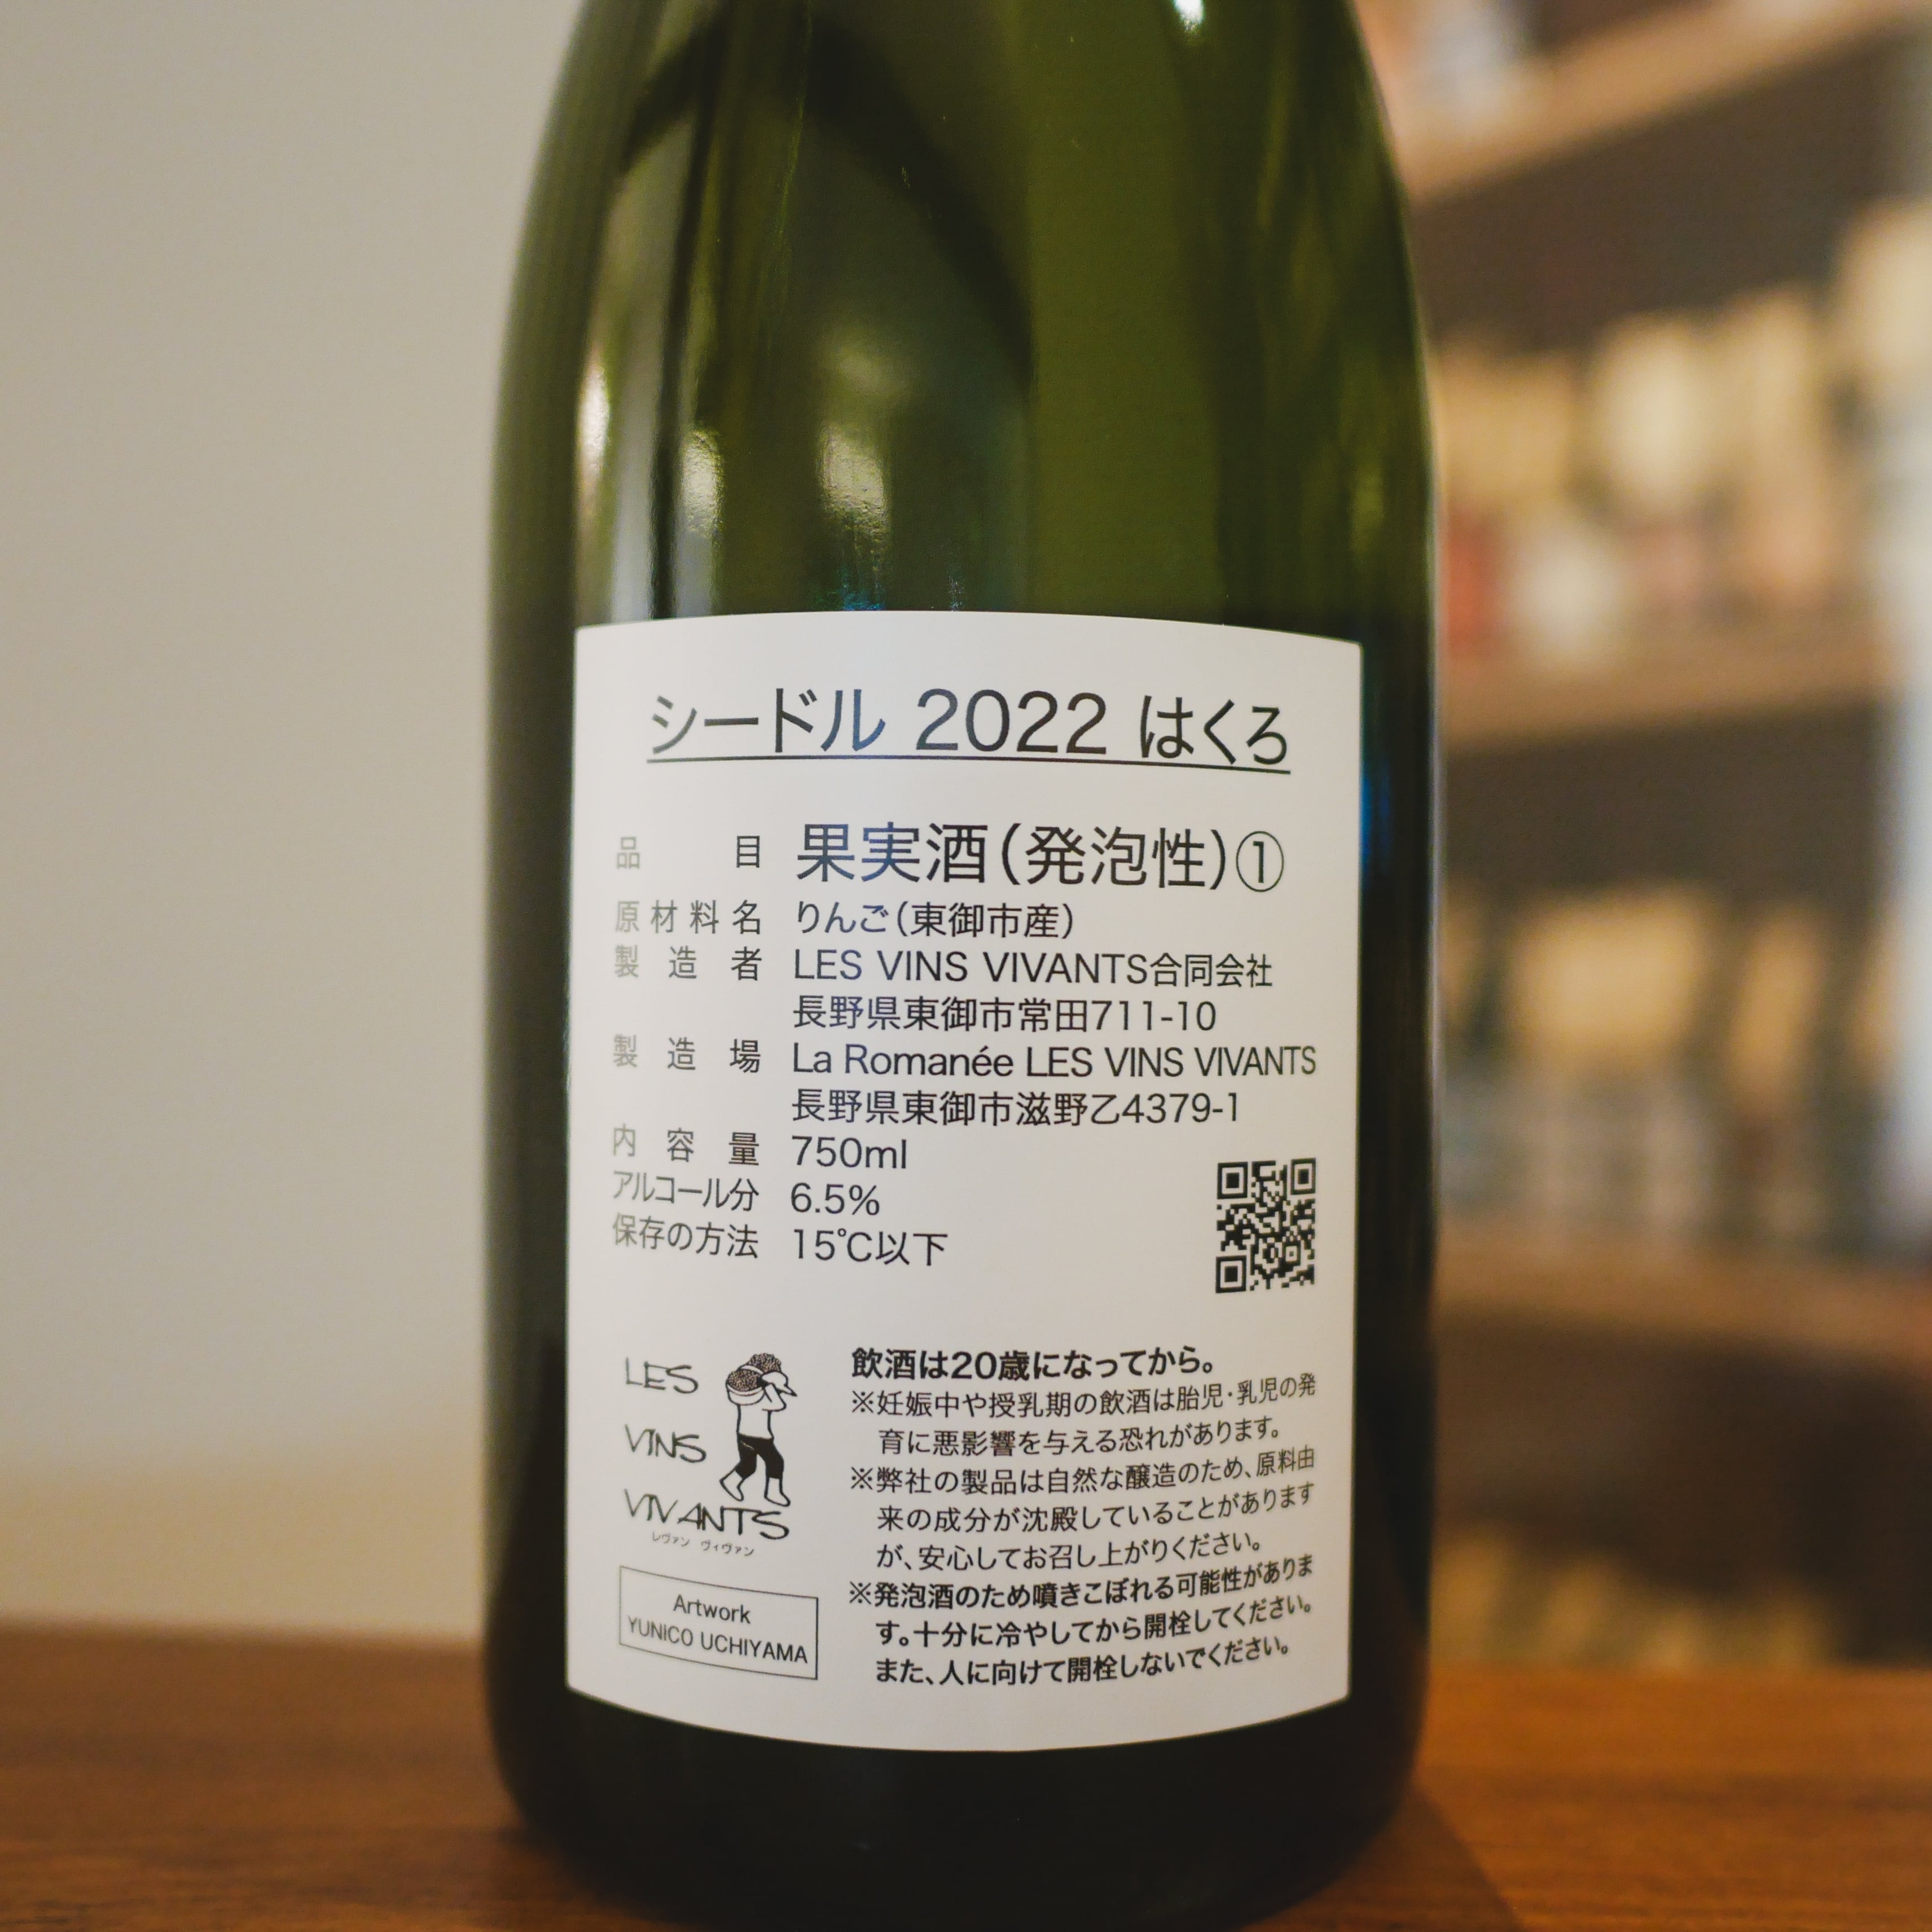 シードル 2022 はくろ
品目 果実酒(発泡性)①
原材料名 りんご(東御市産)
製造者 LES VINS VIVANTS合同会社
長野県東御市常田711-10
製造場 La Romanée LES VINS VIVANTS
長野県東御市滋野乙4379-1
内容量 750ml
アルコール分 6.5%
保存の方法 15℃以下
LES
VINS
VIVANTS
レヴァン ヴィヴァン
Artwork
YUNICO UCHIYAMA
飲酒は20歳になってから。
※妊娠中や授乳期の飲酒は胎児・乳児の発
育に悪影響を与える恐れがあります。
※弊社の製品は自然な醸造のため、原料由
来の成分が沈殿していることがあります
が、安心してお召し上がりください。
※発泡酒のため噴きこぼれる可能性がありま
す。十分に冷やしてから開栓してください。
また、人に向けて開栓しないでください。